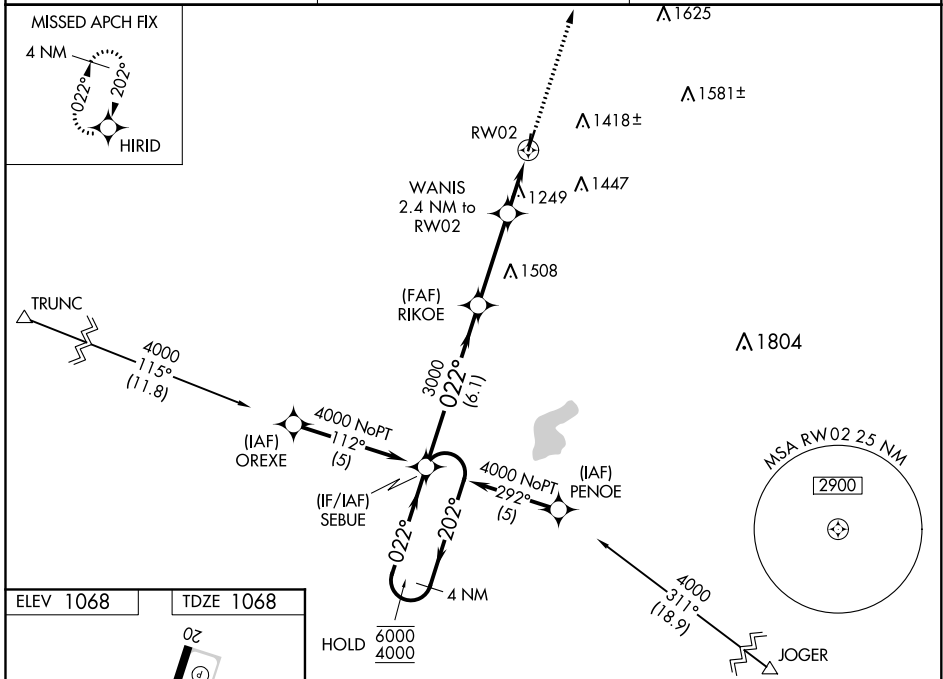 MISSED APCH FIX
4 NM
022°
202°
HIRID
1625
1581±
1418±
RW02
1249
1447
WANIS
2.4 NM to
RW02
1508
(FAF)
RIKOE
TRUNC
4000
115°
(11.8)
3000
022°
(6.1)
1804
(IAF)
OREXE
4000 NoPT
112°
(5)
(IF/IAF)
SEBUE
4000 NoPT
292°
(5)
(IAF)
PENOE
MSA RW02 25 NM
2900
022°
202°
4 NM
HOLD
6000
4000
4000
311°
(18.9)
JOGER
ELEV 1068
TDZE 1068
20
P